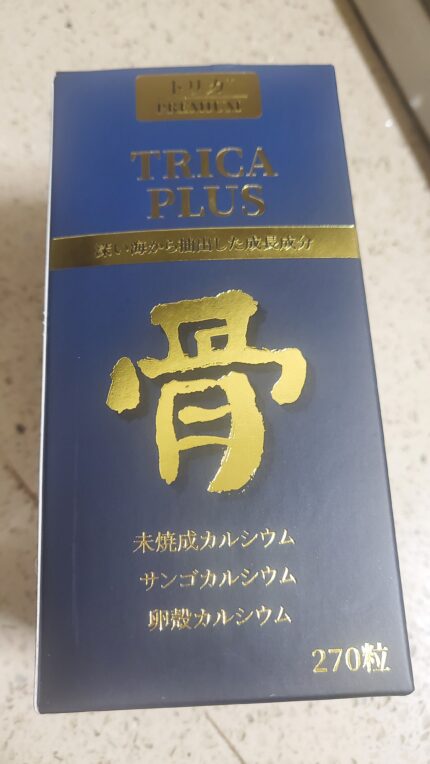 トリカ
PREMIUM
TRICA
PLUS
深い海から抽出した成長成分
骨
未焼成カルシウム
サンゴカルシウム
卵殻カルシウム
270粒